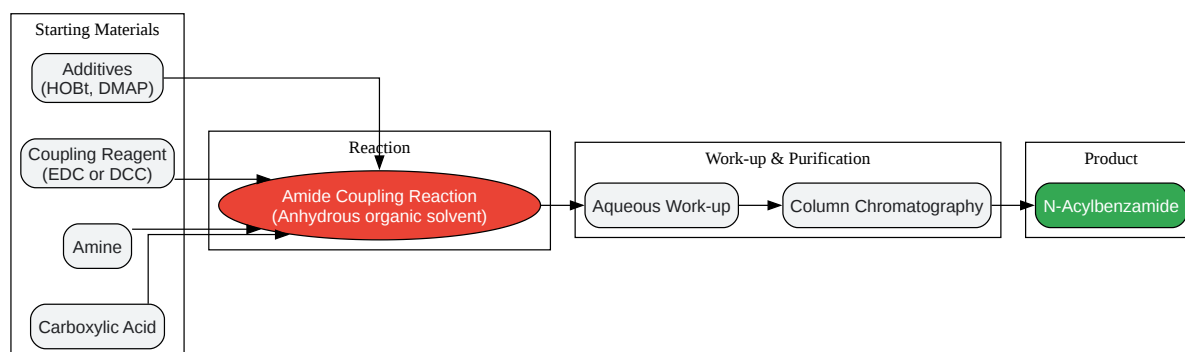 Starting Materials
Additives
(HOBt, DMAP)
Coupling Reagent
(EDC or DCC)
Amine
Carboxylic Acid
Reaction
Amide Coupling Reaction
(Anhydrous organic solvent)
Work-up & Purification
Aqueous Work-up
Column Chromatography
Product
N-Acylbenzamide